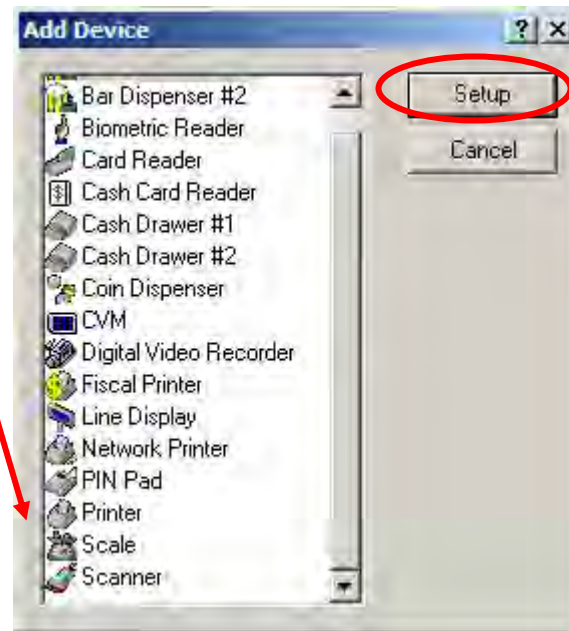 Add Device
Bar Dispenser #2
Biometric Reader
Card Reader
Cash Card Reader
Cash Drawer #1
Cash Drawer #2
Coin Dispenser
CVM
Digital Video Recorder
Fiscal Printer
Line Display
Network Printer
PIN Pad
Printer
Scale
Scanner
Setup
Cancel